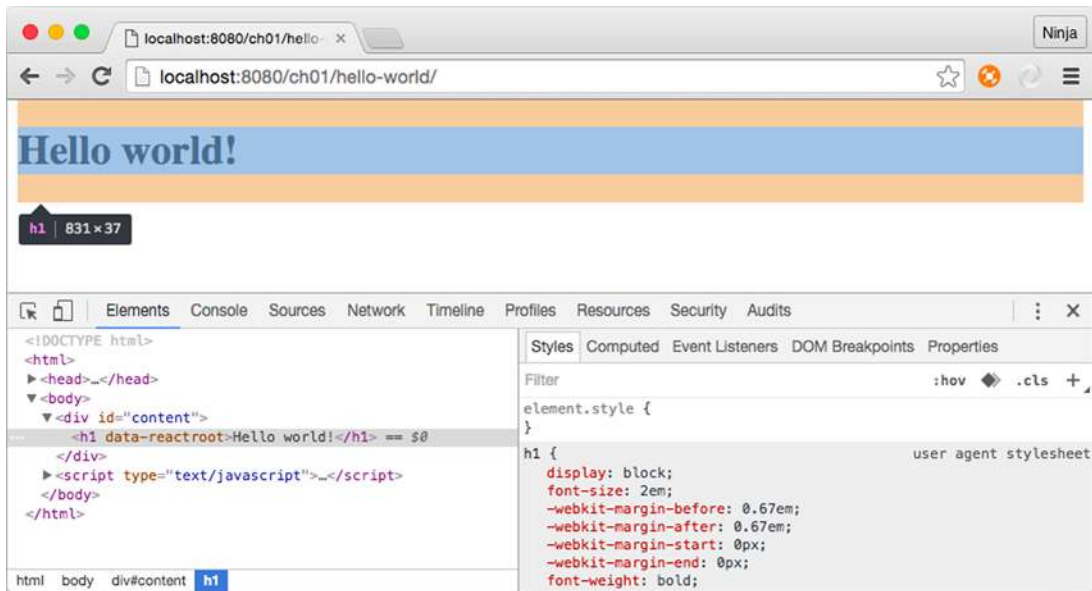 localhost:8080/ch01/hello- ×
Ninja
localhost:8080/ch01/hello-world/
Hello world!
h1 | 831 × 37
Elements Console Sources Network Timeline Profiles Resources Security Audits
<!DOCTYPE html>
<html>
▶<head>…</head>
▼<body>
▼<div id="content">
<h1 data-reactroot>Hello world!</h1> == $0
</div>
▶<script type="text/javascript">…</script>
</body>
</html>
html body div#content h1
Styles Computed Event Listeners DOM Breakpoints Properties
Filter :hov .cls +
element.style {
}
h1 { user agent stylesheet
display: block;
font-size: 2em;
-webkit-margin-before: 0.67em;
-webkit-margin-after: 0.67em;
-webkit-margin-start: 0px;
-webkit-margin-end: 0px;
font-weight: bold;